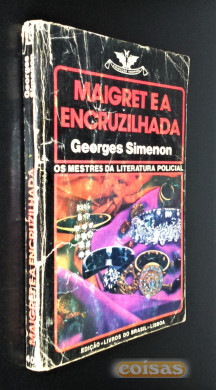 MAIGRET E A
ENCRUZILHADA
Georges Simenon
OS MESTRES DA LITERATURA POLICIAL
EDIÇÃO · LIVROS DO BRASIL · LISBOA
Georges Simenon
MAIGRET E A ENCRUZILHADA
coisas